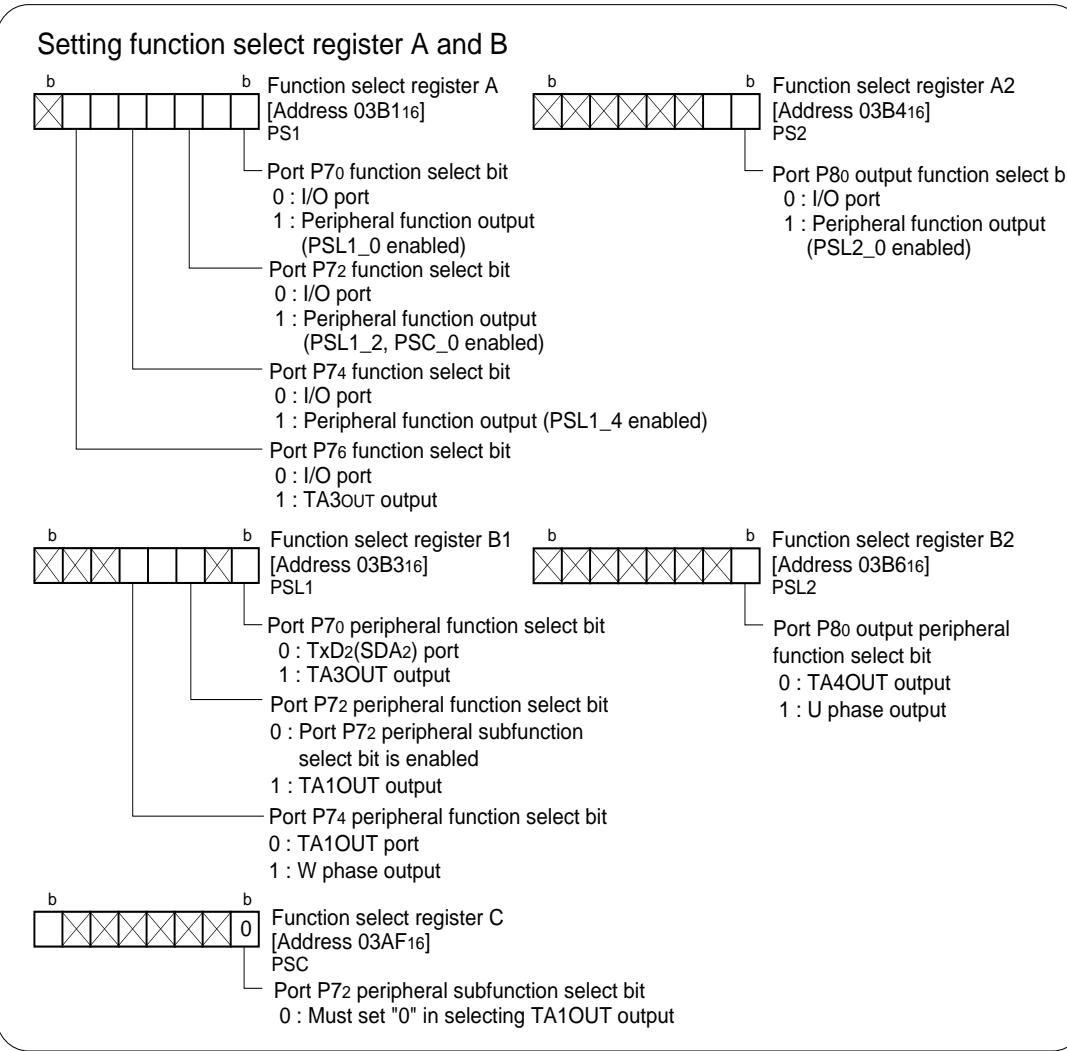 Setting function select register A and B
b b
Function select register A
[Address 03B116]
PS1
Port P70 function select bit
0 : I/O port
1 : Peripheral function output
(PSL1_0 enabled)
Port P72 function select bit
0 : I/O port
1 : Peripheral function output
(PSL1_2, PSC_0 enabled)
Port P74 function select bit
0 : I/O port
1 : Peripheral function output (PSL1_4 enabled)
Port P76 function select bit
0 : I/O port
1 : TA3OUT output
b b
Function select register A2
[Address 03B416]
PS2
Port P80 output function select b
0 : I/O port
1 : Peripheral function output
(PSL2_0 enabled)
b b
Function select register B1
[Address 03B316]
PSL1
Port P70 peripheral function select bit
0 : TxD2(SDA2) port
1 : TA3OUT output
Port P72 peripheral function select bit
0 : Port P72 peripheral subfunction
select bit is enabled
1 : TA1OUT output
Port P74 peripheral function select bit
0 : TA1OUT port
1 : W phase output
b b
Function select register B2
[Address 03B616]
PSL2
Port P80 output peripheral
function select bit
0 : TA4OUT output
1 : U phase output
b b
0
Function select register C
[Address 03AF16]
PSC
Port P72 peripheral subfunction select bit
0 : Must set "0" in selecting TA1OUT output